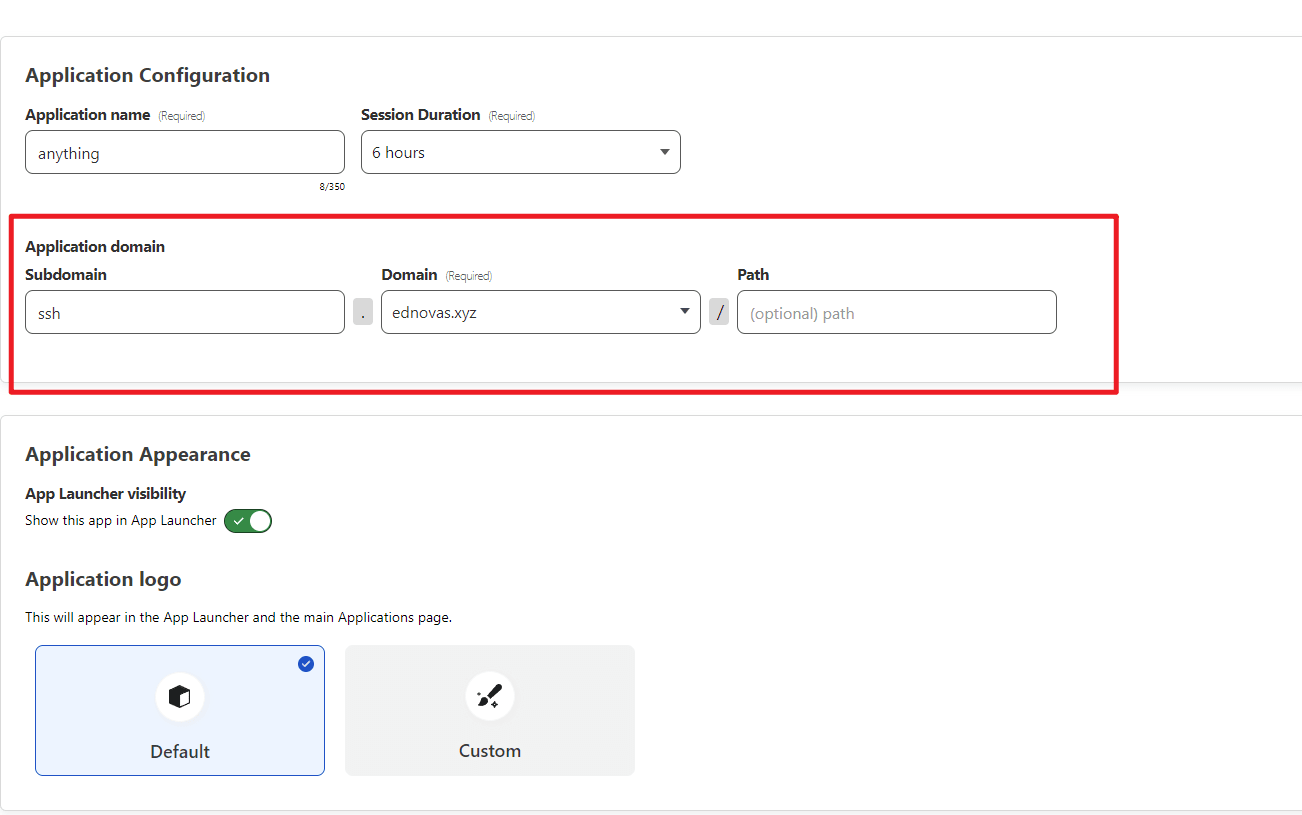 Application Configuration
Application name (Required) Session Duration (Required)
anything 6 hours
8/350
Application domain
Subdomain Domain (Required) Path
ssh . ednovas.xyz / (optional) path
Application Appearance
App Launcher visibility
Show this app in App Launcher
Application logo
This will appear in the App Launcher and the main Applications page.
Default Custom